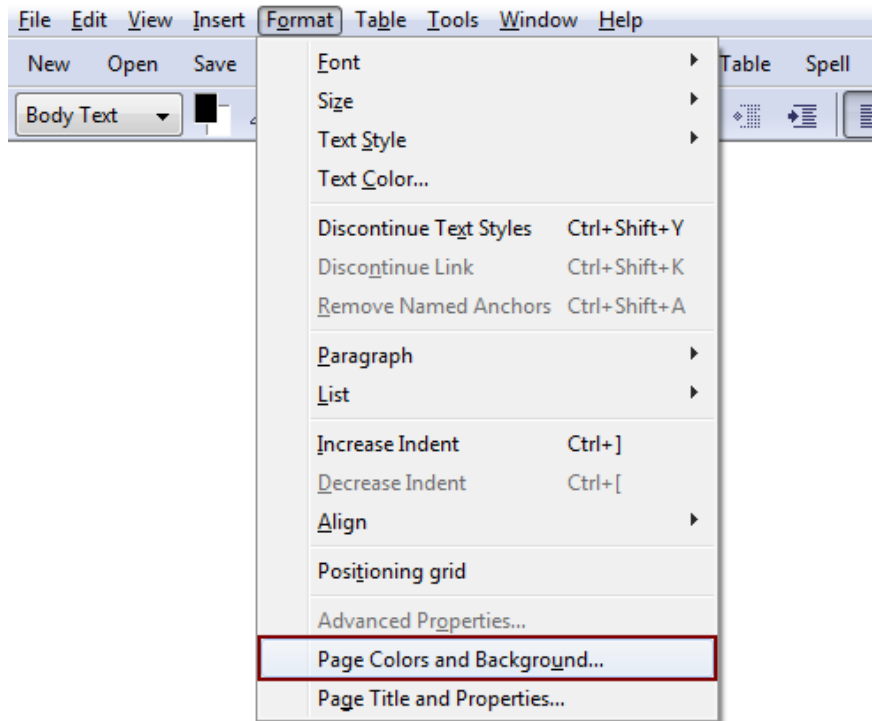 File Edit View Insert Format Table Tools Window Help
New Open Save Table Spell
Body Text
Font
Size
Text Style
Text Color...
Discontinue Text Styles Ctrl+Shift+Y
Discontinue Link Ctrl+Shift+K
Remove Named Anchors Ctrl+Shift+A
Paragraph
List
Increase Indent Ctrl+]
Decrease Indent Ctrl+[
Align
Positioning grid
Advanced Properties...
Page Colors and Background...
Page Title and Properties...